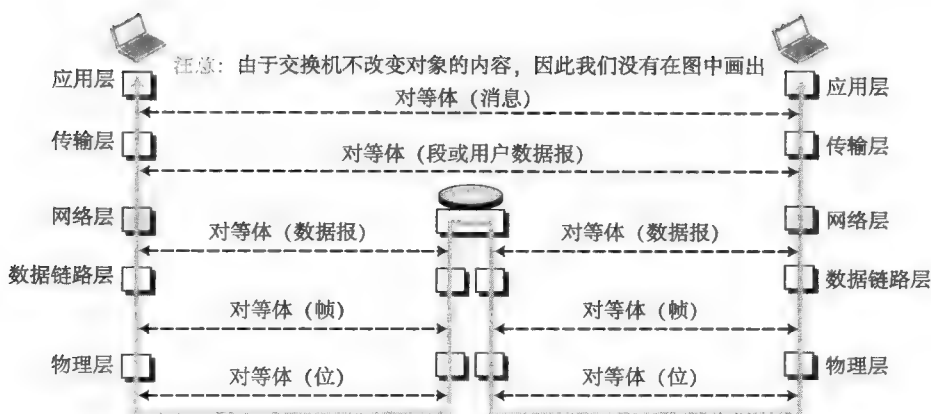 注意：由于交换机不改变对象的内容，因此我们没有在图中画出
应用层
应用层
对等体（消息）
传输层
传输层
对等体（段或用户数据报）
网络层
网络层
对等体（数据报）
对等体（数据报）
数据链路层
数据链路层
对等体（帧）
对等体（帧）
物理层
物理层
对等体（位）
对等体（位）